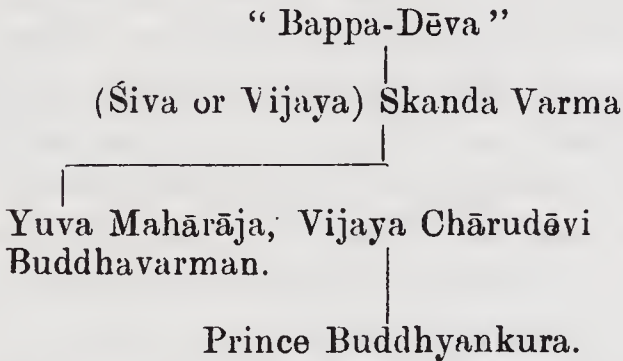 “ Bappa-Dēva ”
(Śiva or Vijaya) Skanda Varma
Yuva Mahārāja, Vijaya Chārudēvi
Buddhavarman.
Prince Buddhyankura.